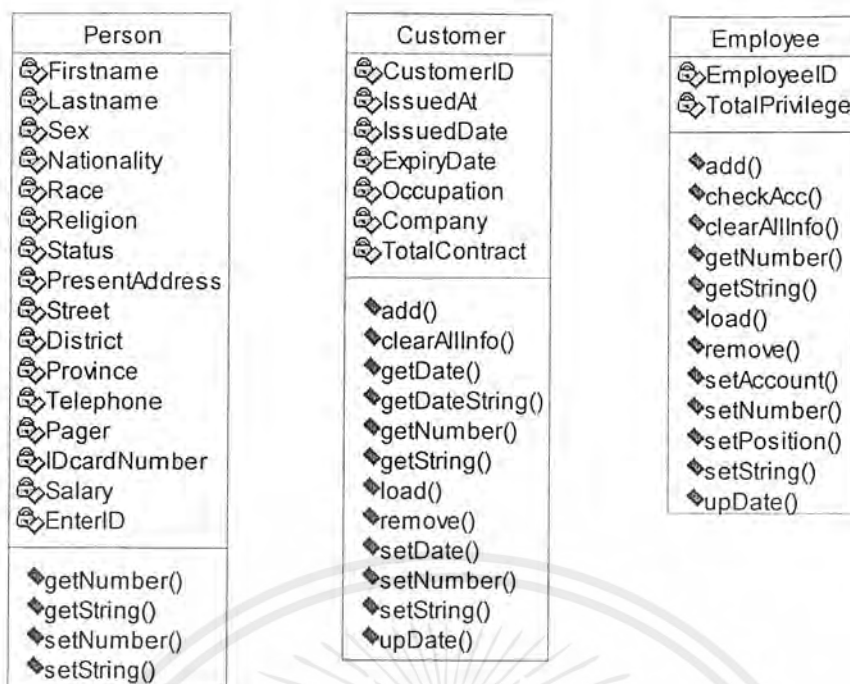 Person
Firstname
Lastname
Sex
Nationality
Race
Religion
Status
PresentAddress
Street
District
Province
Telephone
Pager
IDcardNumber
Salary
EnterID
getNumber()
getString()
setNumber()
setString()
Customer
CustomerID
IssuedAt
IssuedDate
ExpiryDate
Occupation
Company
TotalContract
add()
clearAllInfo()
getDate()
getDateString()
getNumber()
getString()
load()
remove()
setDate()
setNumber()
setString()
upDate()
Employee
EmployeeID
TotalPrivilege
add()
checkAcc()
clearAllInfo()
getNumber()
getString()
load()
remove()
setAccount()
setNumber()
setPosition()
setString()
upDate()